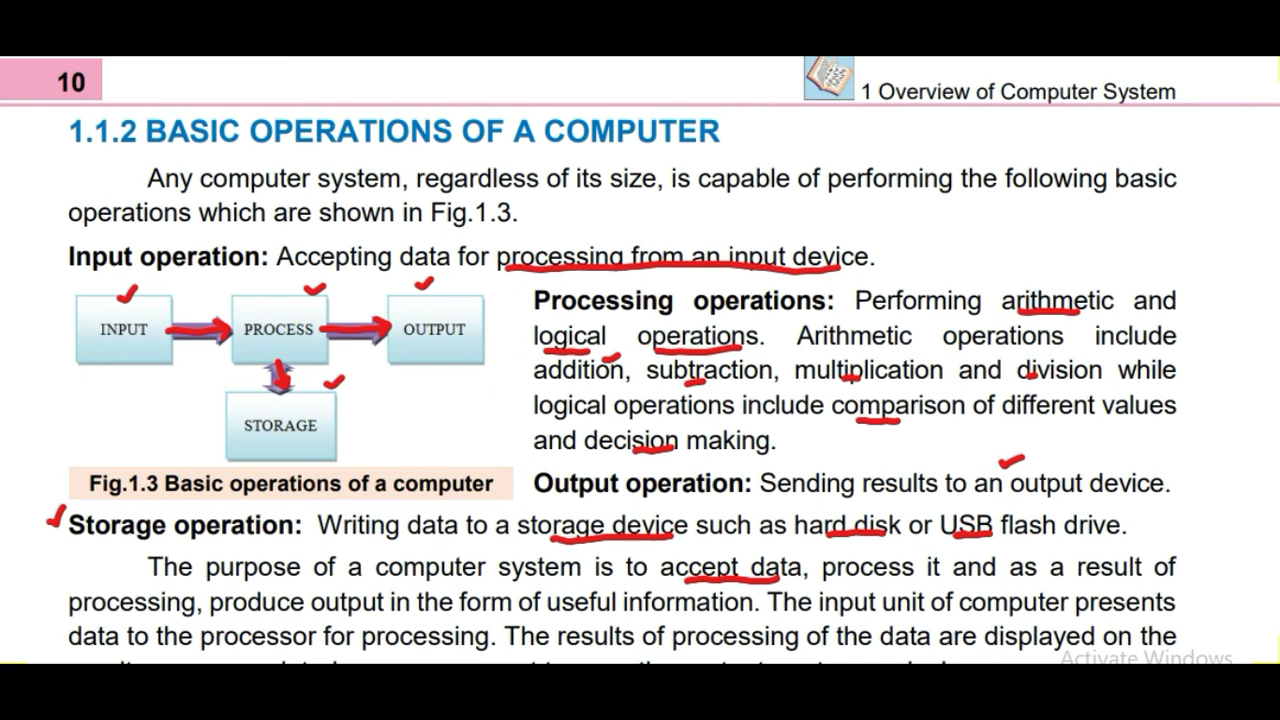 10
1 Overview of Computer System
1.1.2 BASIC OPERATIONS OF A COMPUTER
Any computer system, regardless of its size, is capable of performing the following basic
operations which are shown in Fig.1.3.
Input operation: Accepting data for processing from an input device.
INPUT
PROCESS
OUTPUT
STORAGE
Fig.1.3 Basic operations of a computer
Processing operations: Performing arithmetic and
logical operations. Arithmetic operations include
addition, subtraction, multiplication and division while
logical operations include comparison of different values
and decision making.
Output operation: Sending results to an output device.
Storage operation: Writing data to a storage device such as hard disk or USB flash drive.
The purpose of a computer system is to accept data, process it and as a result of
processing, produce output in the form of useful information. The input unit of computer presents
data to the processor for processing. The results of processing of the data are displayed on the
Activate Windows